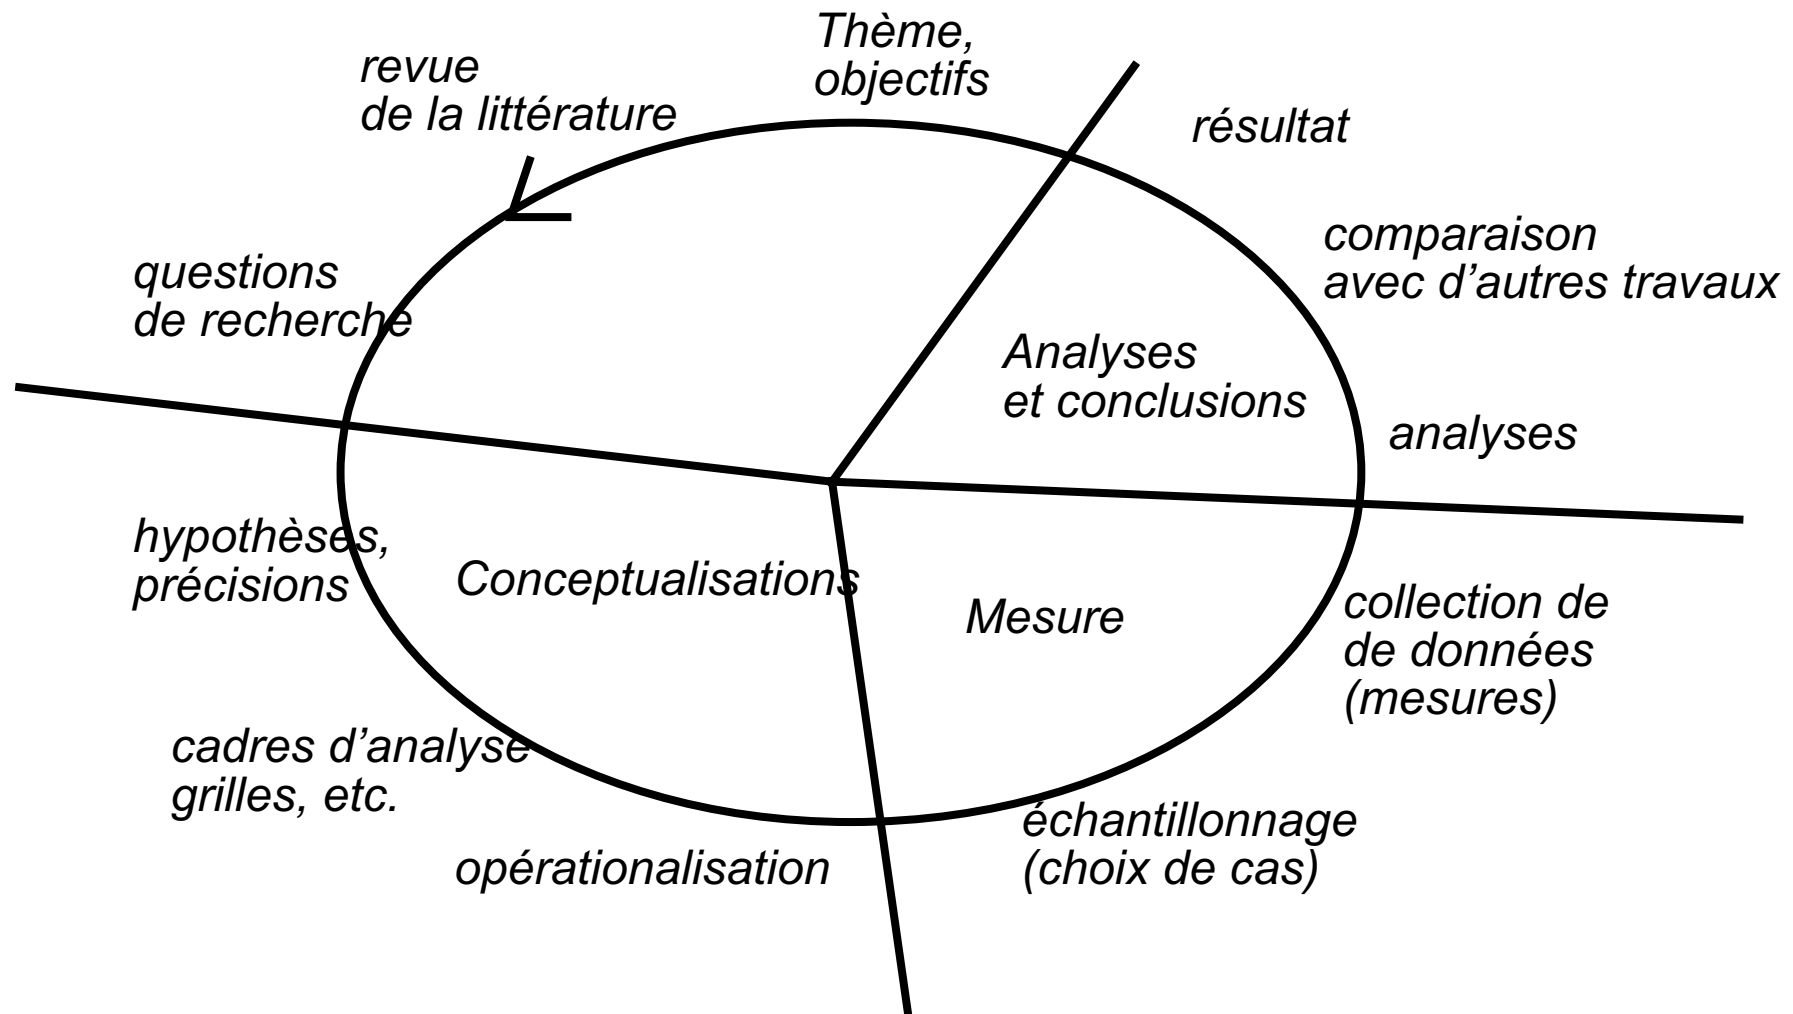 Thème,
objectifs
revue
de la littérature
résultat
comparaison
avec d’autres travaux
questions
de recherche
Analyses
et conclusions
analyses
hypothèses,
précisions
Conceptualisations
Mesure
collection de
de données
(mesures)
cadres d’analyse
grilles, etc.
échantillonnage
(choix de cas)
opérationalisation